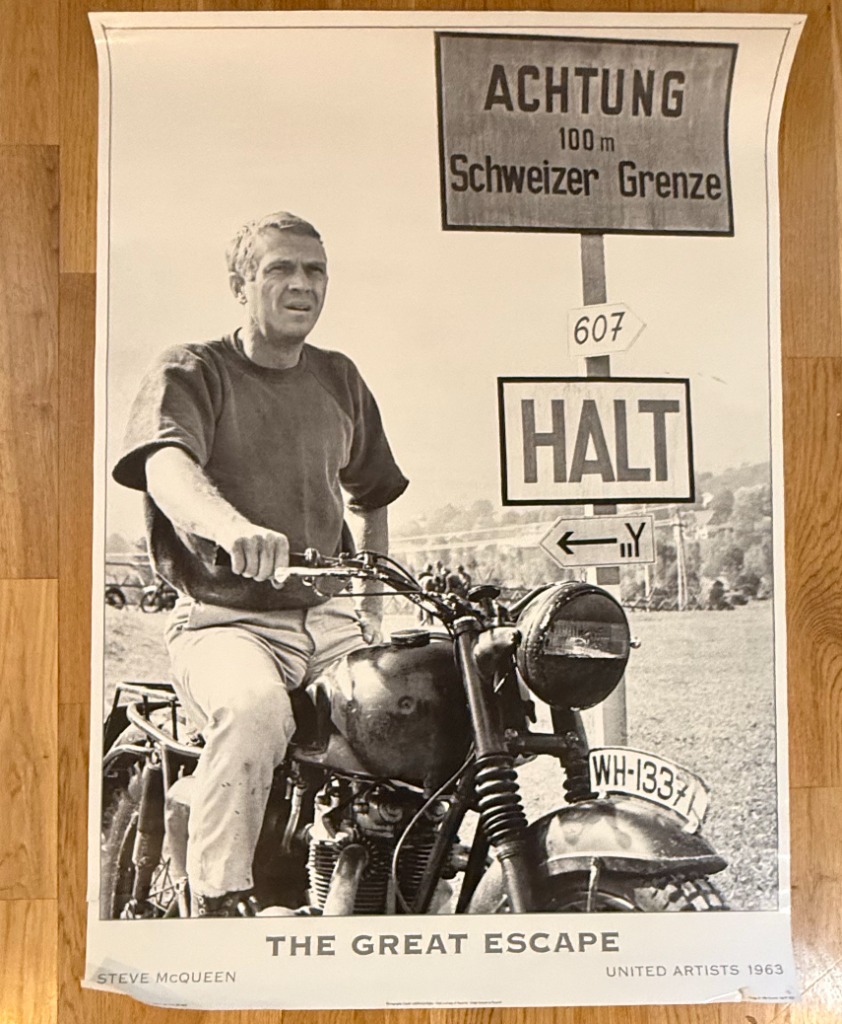 ACHTUNG
100 m
Schweizer Grenze
607
HALT
WH-13371
THE GREAT ESCAPE
STEVE McQUEEN
UNITED ARTISTS 1963